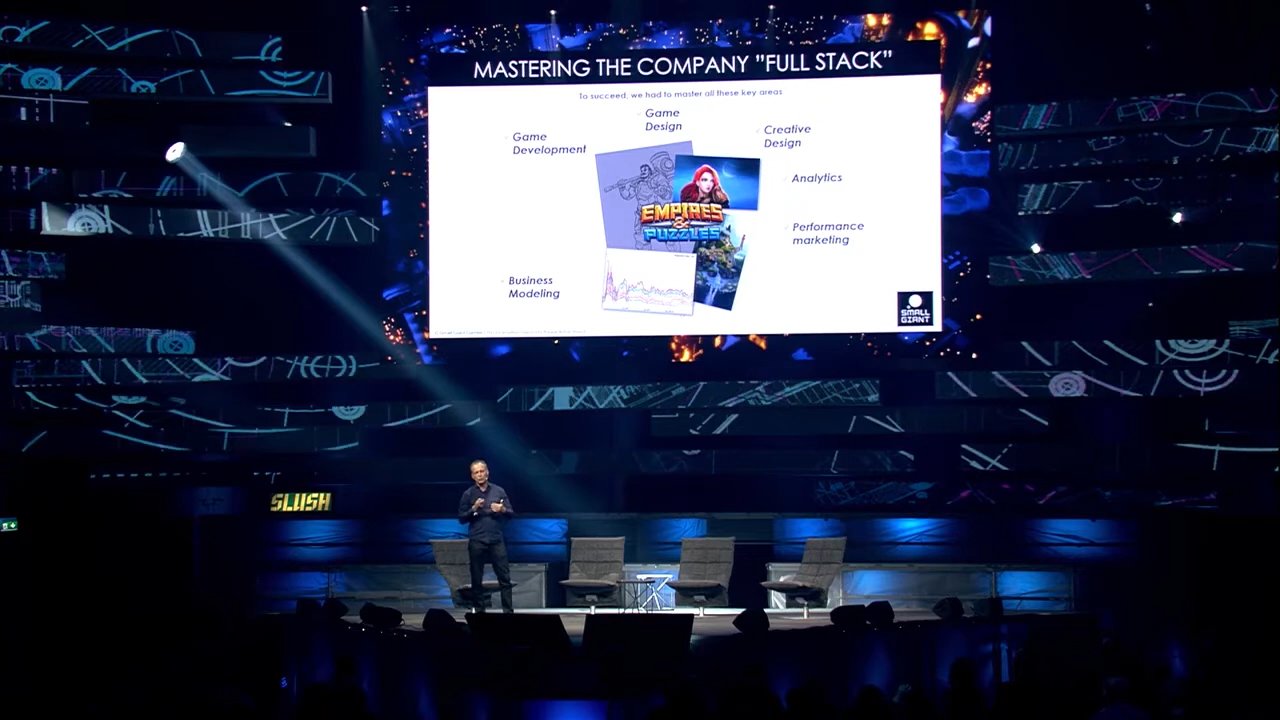 MASTERING THE COMPANY ”FULL STACK”
To succeed, we had to master all these key areas
Game
Design
Game
Development
Creative
Design
Analytics
EMPIRES
&
PUZZLES
Performance
marketing
Business
Modeling
SMALL
GIANT
SLUSH